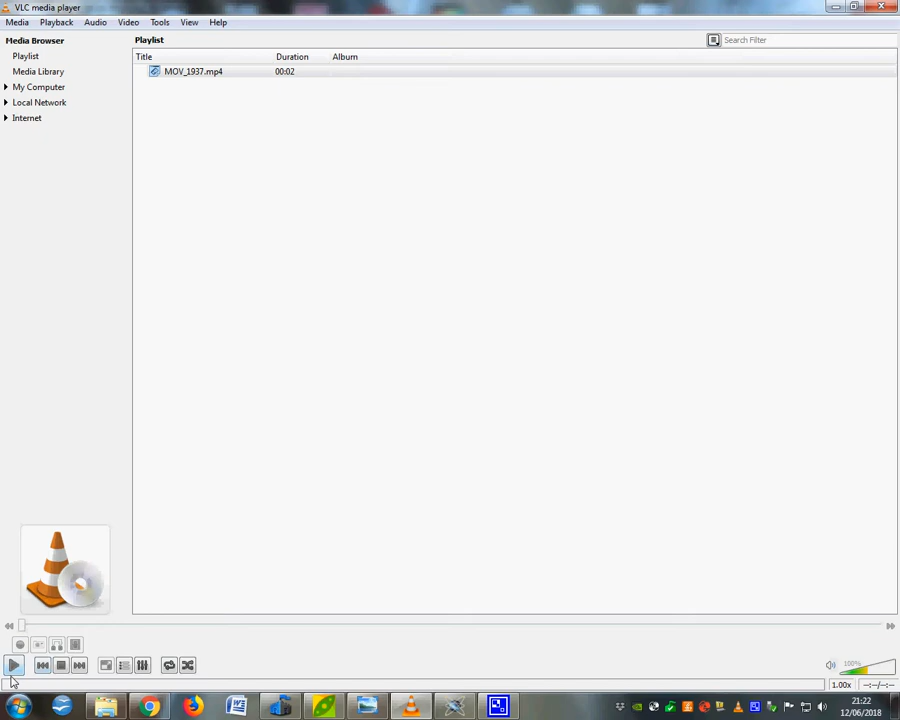 VLC media player
Media Playback Audio Video Tools View Help
Media Browser
Playlist
Search Filter
Playlist
Media Library
My Computer
Local Network
Internet
Title Duration Album
MOV_1937.mp4 00:02
100%
1.00x --:--/--:--
21:22
12/06/2018